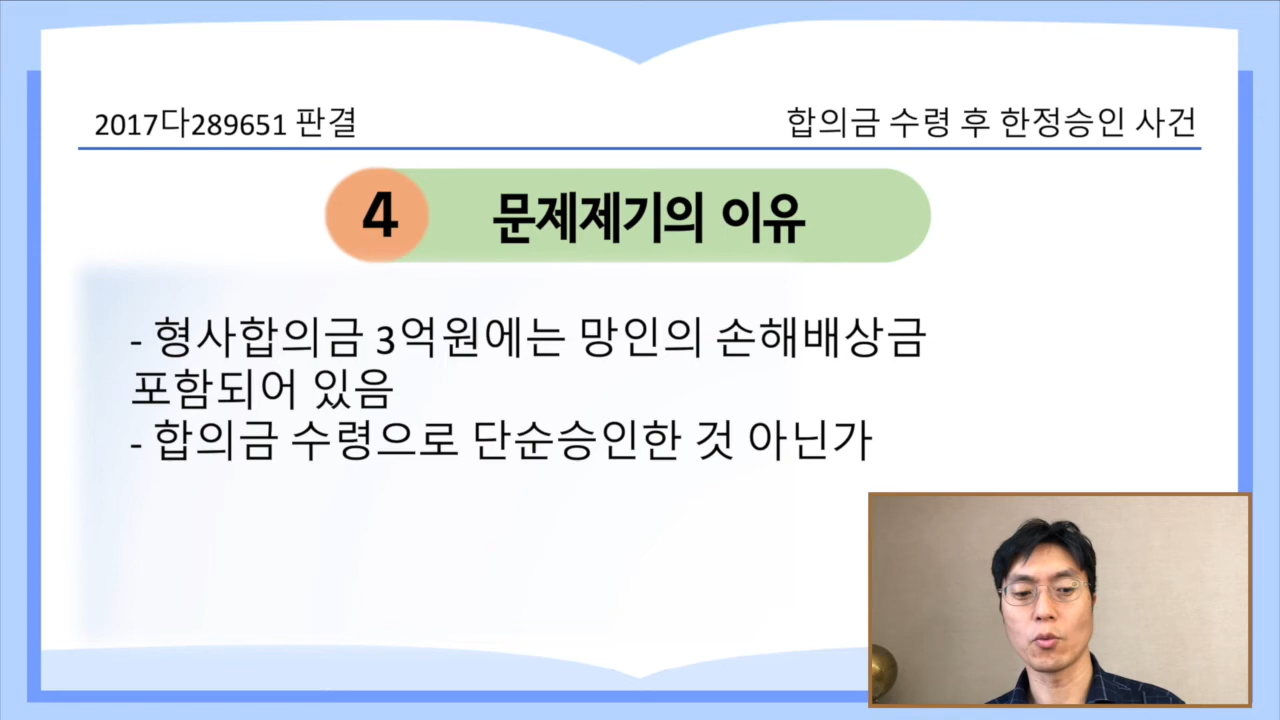 2017다289651 판결
합의금 수령 후 한정승인 사건
4
문제제기의 이유
- 형사합의금 3억원에는 망인의 손해배상금
포함되어 있음
- 합의금 수령으로 단순승인한 것 아닌가